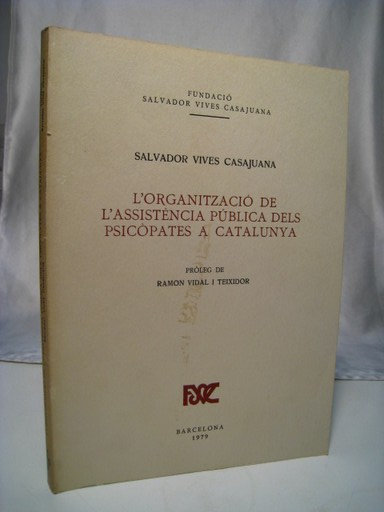 FUNDACIÓ
SALVADOR VIVES CASAJUANA
SALVADOR VIVES CASAJUANA
L'ORGANITZACIÓ DE
L'ASSISTÈNCIA PÚBLICA DELS
PSICÒPATES A CATALUNYA
PRÒLEG DE
RAMON VIDAL I TEIXIDOR
FSVC
BARCELONA
1979